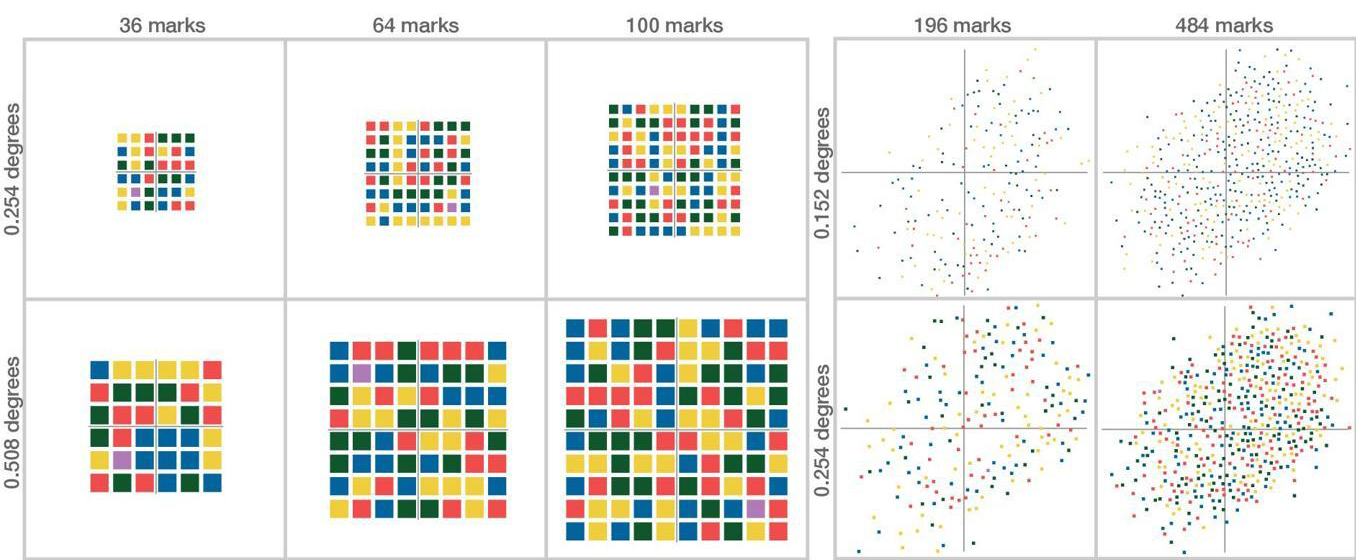 36 marks
64 marks
100 marks
196 marks
484 marks
0.254 degrees
0.152 degrees
0.508 degrees
0.254 degrees